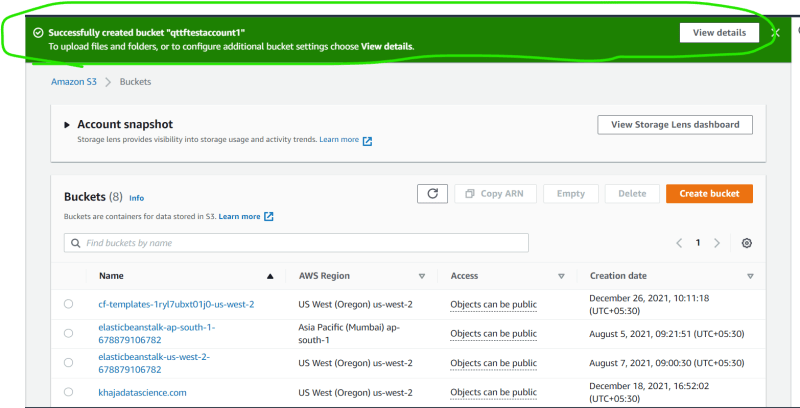 Successfully created bucket "qttftestaccount1"
To upload files and folders, or to configure additional bucket settings choose View details.
View details
Amazon S3 > Buckets
Account snapshot
Storage lens provides visibility into storage usage and activity trends. Learn more
View Storage Lens dashboard
Buckets (8) Info
Copy ARN
Empty
Delete
Create bucket
Buckets are containers for data stored in S3. Learn more
Find buckets by name
< 1 >
Name AWS Region Access Creation date
cf-templates-1ryl7ubxt01j0-us-west-2 US West (Oregon) us-west-2 Objects can be public December 26, 2021, 10:11:18
(UTC+05:30)
elasticbeanstalk-ap-south-1- Asia Pacific (Mumbai) ap- Objects can be public August 5, 2021, 09:21:51 (UTC+05:30)
678879106782 south-1
elasticbeanstalk-us-west-2- US West (Oregon) us-west-2 Objects can be public August 7, 2021, 09:00:30 (UTC+05:30)
678879106782
khajadatascience.com US West (Oregon) us-west-2 Objects can be public December 18, 2021, 16:52:02
(UTC+05:30)